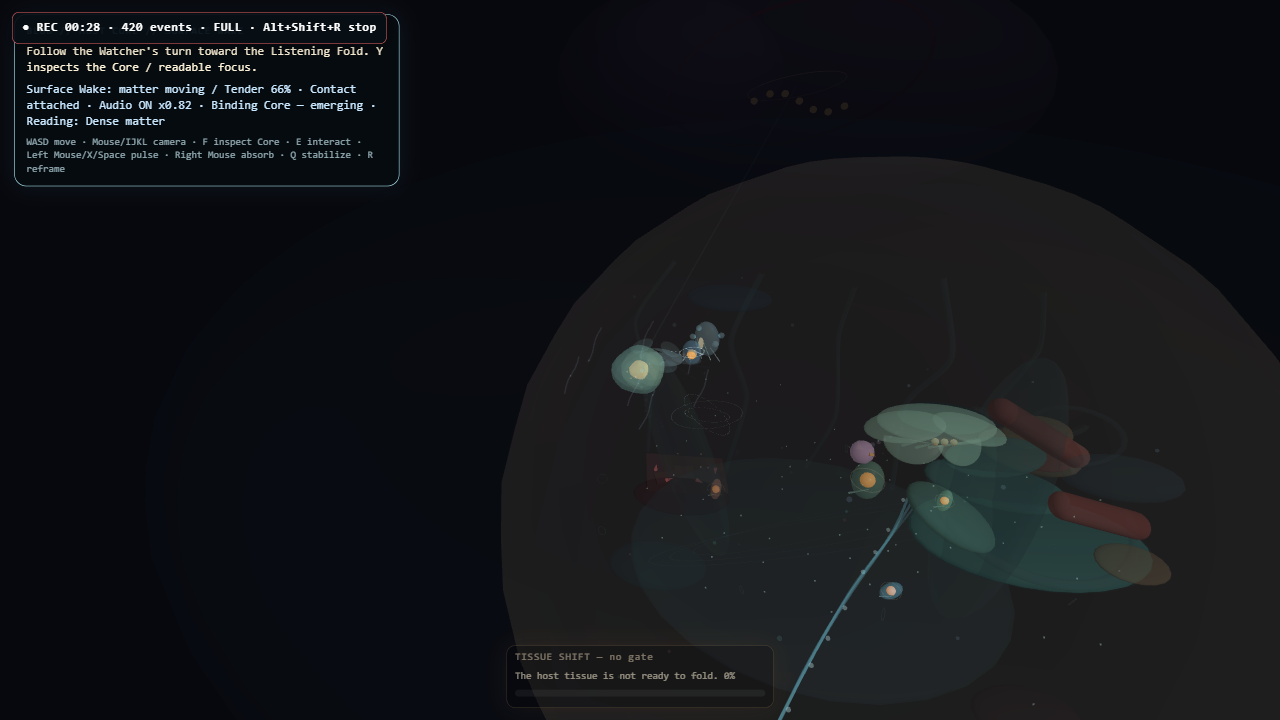 ● REC 00:28 · 420 events · FULL · Alt+Shift+R stop
Follow the Watcher's turn toward the Listening Fold. Y
inspects the Core / readable focus.
Surface Wake: matter moving / Tender 66% · Contact
attached · Audio ON x0.82 · Binding Core — emerging ·
Reading: Dense matter
WASD move · Mouse/IJKL camera · F inspect Core · E interact ·
Left Mouse/X/Space pulse · Right Mouse absorb · Q stabilize · R
reframe
TISSUE SHIFT — no gate
The host tissue is not ready to fold. 0%